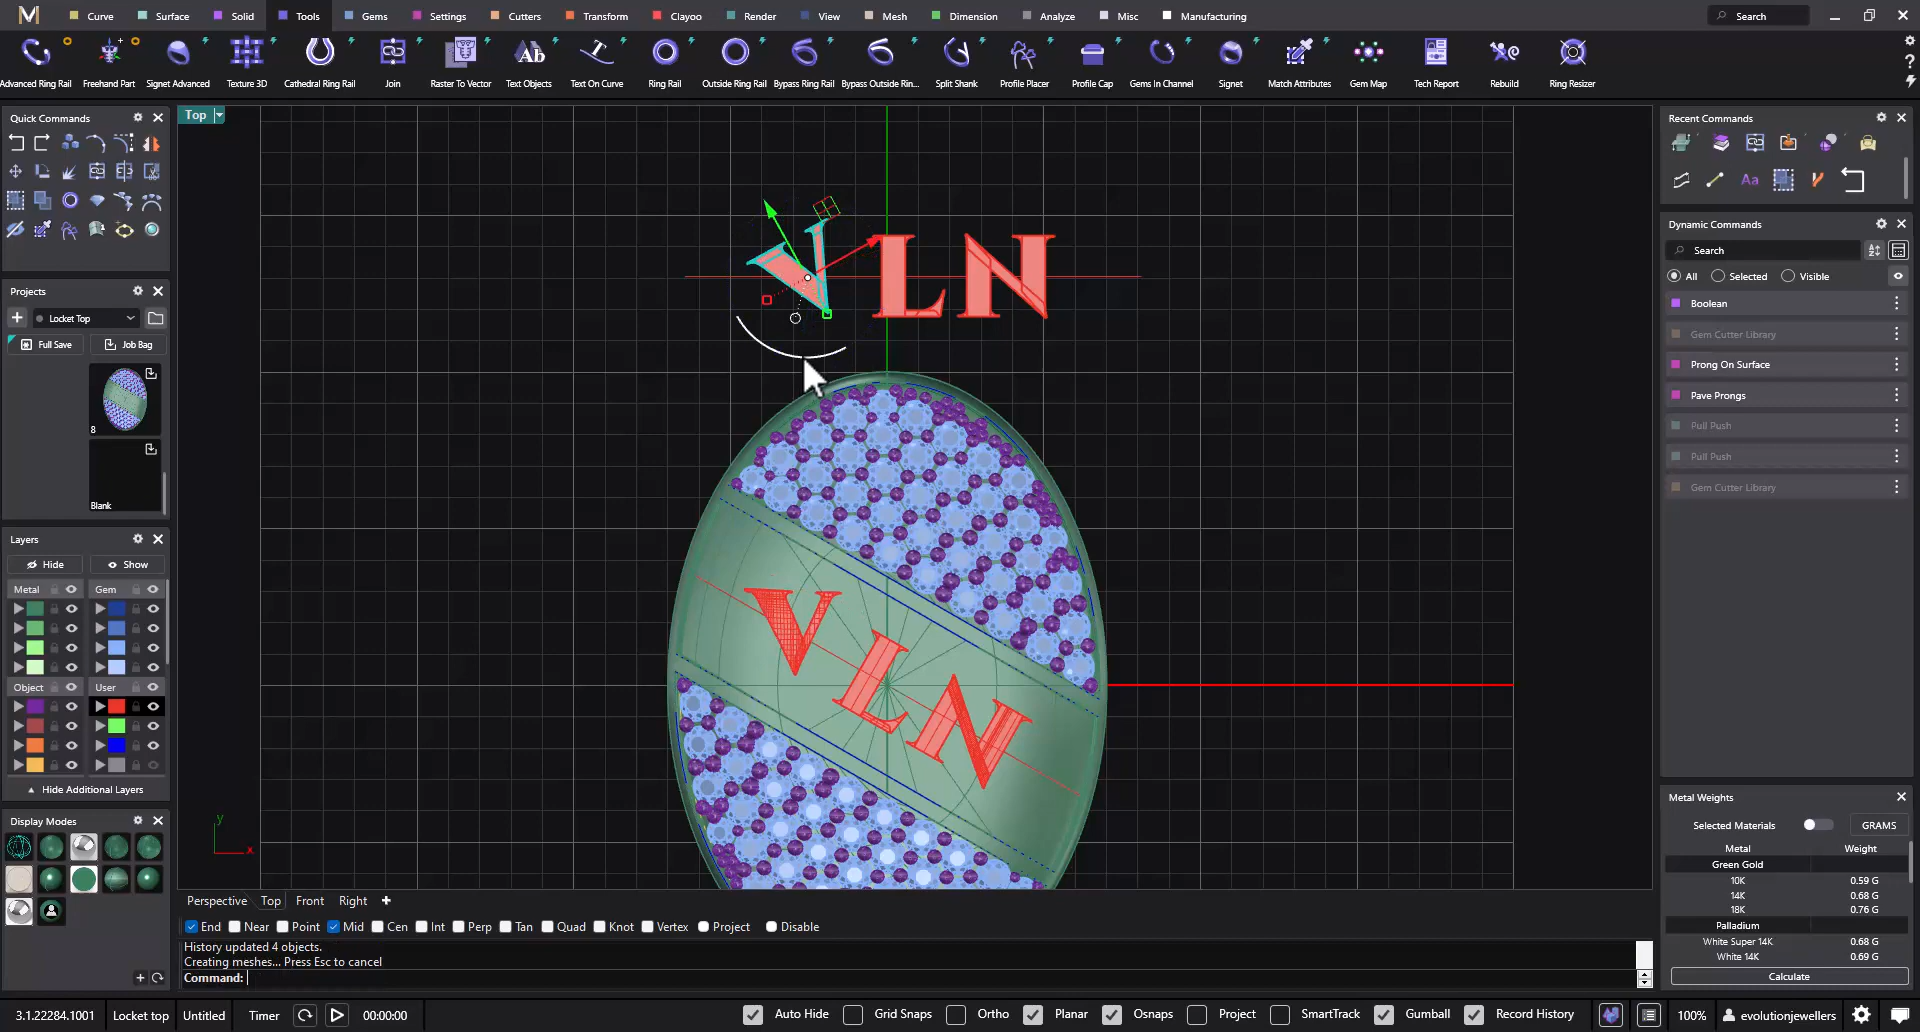 Curve Surface Solid Tools Gems Settings Cutters Transform Clayoo Render View Mesh Dimension Analyze Misc Manufacturing Search
Advanced Ring Rail Freehand Part Signet Advanced Texture 3D Cathedral Ring Rail Join Raster To Vector Text Objects Text On Curve Ring Rail Outside Ring Rail Bypass Ring Rail Bypass Outside Rin... Split Shank Profile Placer Profile Cap Gems In Channel Signet Match Attributes Gem Map Tech Report Rebuild Ring Resizer
Quick Commands
Projects
Locket Top
Full Save Job Bag
8
Blank
Layers
Hide Show
Metal Gem
Object User
Hide Additional Layers
Display Modes
Top
V L N
V L N
y
x
Perspective Top Front Right
End Near Point Mid Cen Int Perp Tan Quad Knot Vertex Project Disable
History updated 4 objects.
Creating meshes... Press Esc to cancel
Command:
Recent Commands
Aa
Dynamic Commands
Search
All Selected Visible
Boolean
Gem Cutter Library
Prong On Surface
Pave Prongs
Pull Push
Pull Push
Gem Cutter Library
Metal Weights
Selected Materials GRAMS
Metal Weight
Green Gold
10K 0.59 G
14K 0.68 G
18K 0.76 G
Palladium
White Super 14K 0.68 G
White 14K 0.69 G
Calculate
3.1.22284.1001 Locket top Untitled Timer 00:00:00 Auto Hide Grid Snaps Ortho Planar Osnaps Project SmartTrack Gumball Record History 100% evolutionjewellers